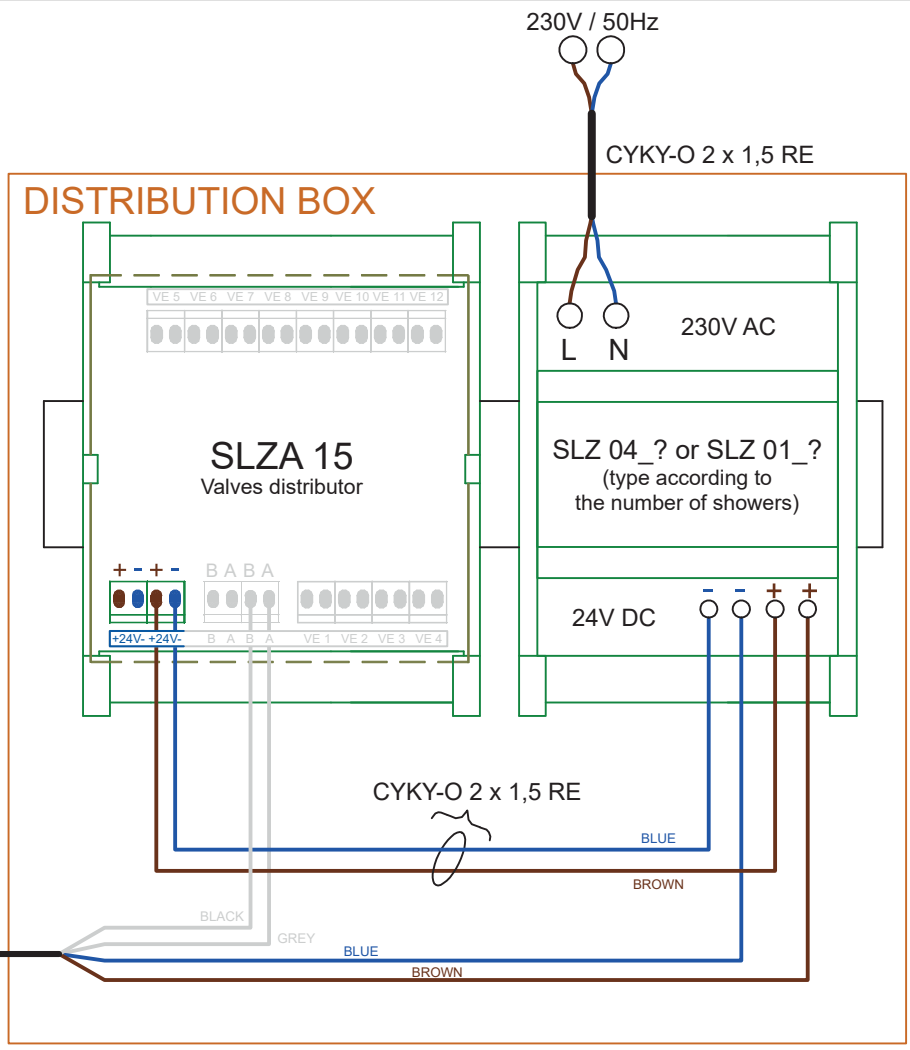 230V / 50Hz
CYKY-O 2 x 1,5 RE
DISTRIBUTION BOX
VE 5 VE 6 VE 7 VE 8 VE 9 VE 10 VE 11 VE 12
230V AC
L N
SLZA 15
Valves distributor
SLZ 04_? or SLZ 01_?
(type according to
the number of showers)
+ - + - B A B A
+24V- +24V- B A B A VE 1 VE 2 VE 3 VE 4
- - + +
24V DC
CYKY-O 2 x 1,5 RE
BLUE
BROWN
BLACK
GREY
BLUE
BROWN